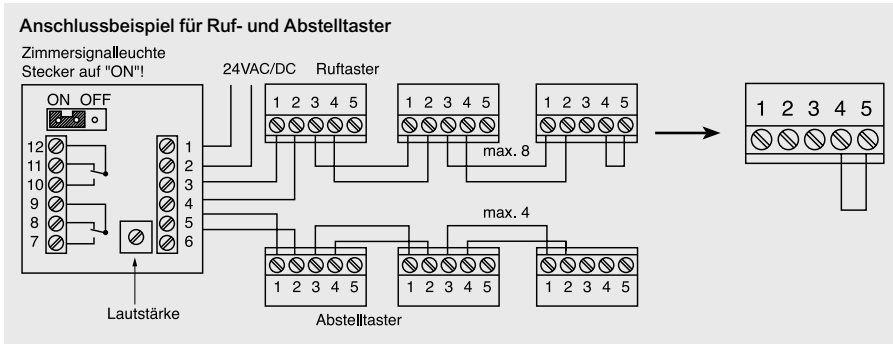 Anschlussbeispiel für Ruf- und Abstelltaster
Zimmersignalleuchte
Stecker auf "ON"!
24VAC/DC
Ruftaster
ON OFF
12
11
10
9
8
7
1
2
3
4
5
6
1 2 3 4 5
1 2 3 4 5
1 2 3 4 5
1 2 3 4 5
max. 8
max. 4
1 2 3 4 5
1 2 3 4 5
1 2 3 4 5
Lautstärke
Abstelltaster